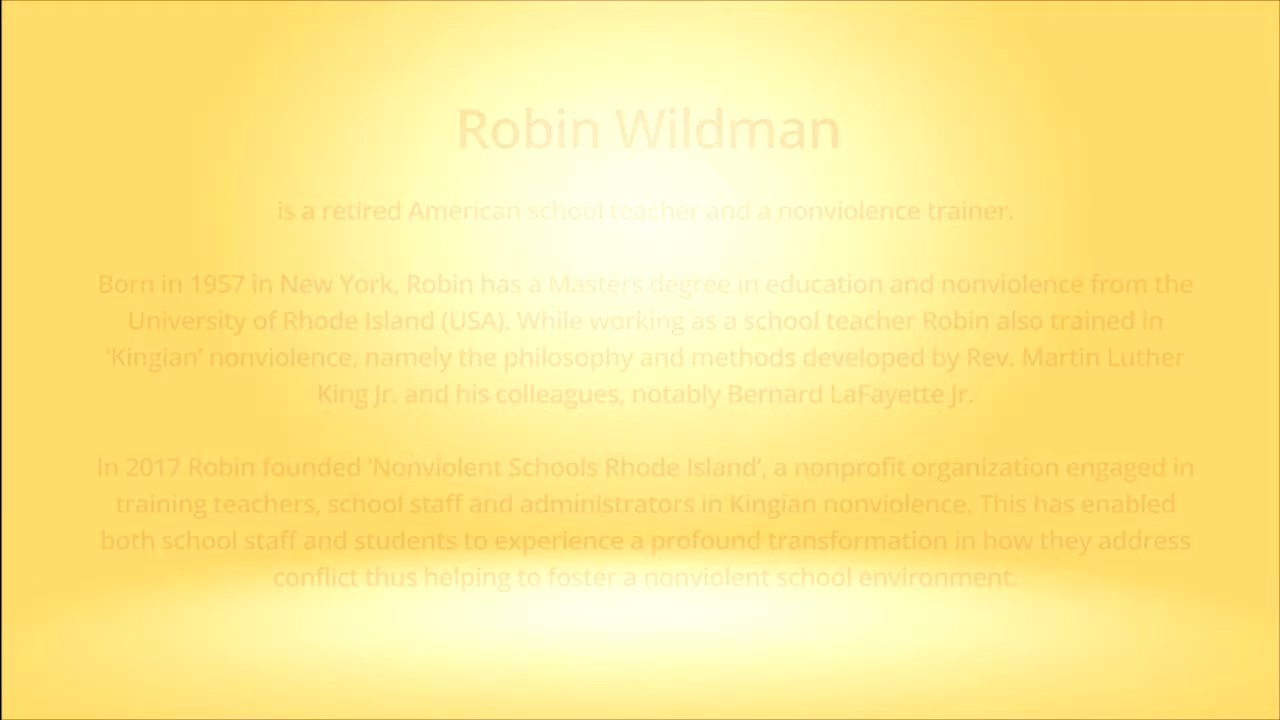 Robin Wildman
is a retired American school teacher and a nonviolence trainer.
Born in 1957 in New York, Robin has a Masters degree in education and nonviolence from the
University of Rhode Island (USA). While working as a school teacher Robin also trained in
‘Kingian’ nonviolence, namely the philosophy and methods developed by Rev. Martin Luther
King Jr. and his colleagues, notably Bernard LaFayette Jr.
In 2017 Robin founded ‘Nonviolent Schools Rhode Island’, a nonprofit organization engaged in
training teachers, school staff and administrators in Kingian nonviolence. This has enabled
both school staff and students to experience a profound transformation in how they address
conflict thus helping to foster a nonviolent school environment.